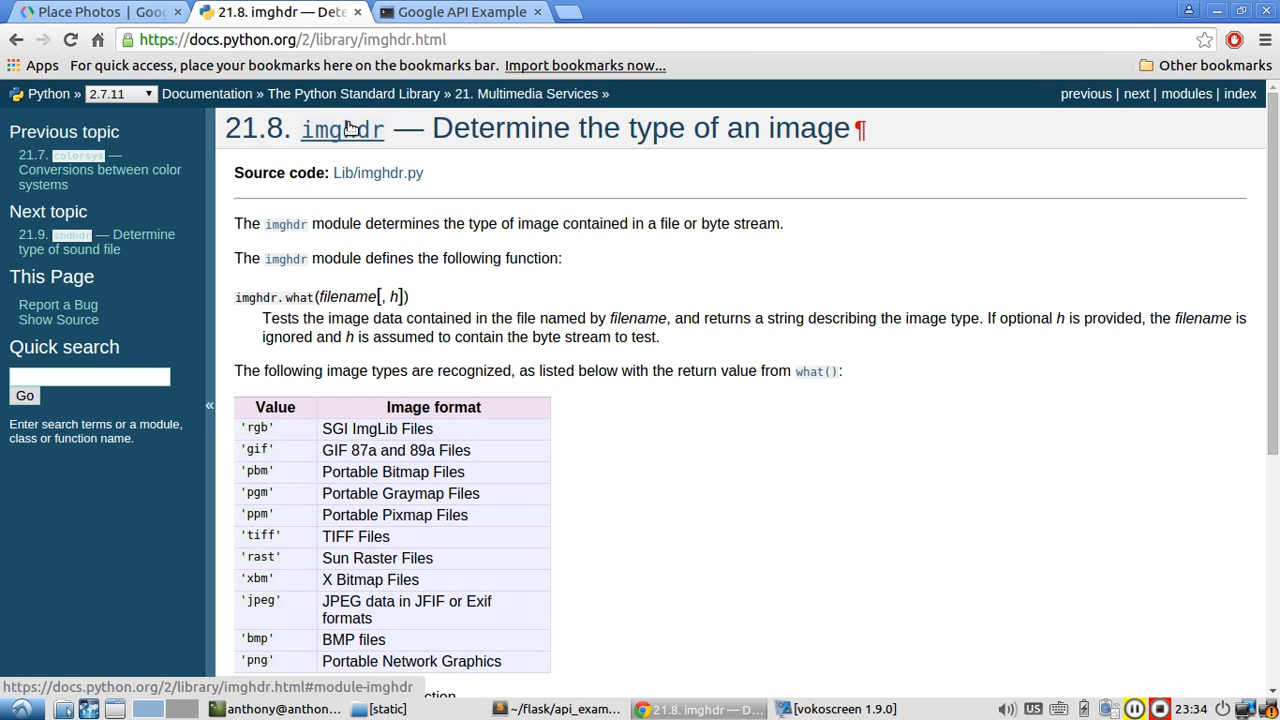 Place Photos | Goog
21.8. imghdr — Dete
Google API Example
https://docs.python.org/2/library/imghdr.html
Apps For quick access, place your bookmarks here on the bookmarks bar. Import bookmarks now... Other bookmarks
Python » 2.7.11 Documentation » The Python Standard Library » 21. Multimedia Services » previous | next | modules | index
Previous topic
21.7. colorsys —
Conversions between color
systems
Next topic
21.9. sndhdr — Determine
type of sound file
This Page
Report a Bug
Show Source
Quick search
Go
Enter search terms or a module,
class or function name.
«
21.8. imghdr — Determine the type of an image¶
Source code: Lib/imghdr.py
The imghdr module determines the type of image contained in a file or byte stream.
The imghdr module defines the following function:
imghdr.what(filename[, h])
Tests the image data contained in the file named by filename, and returns a string describing the image type. If optional h is provided, the filename is
ignored and h is assumed to contain the byte stream to test.
The following image types are recognized, as listed below with the return value from what():
Value Image format
'rgb' SGI ImgLib Files
'gif' GIF 87a and 89a Files
'pbm' Portable Bitmap Files
'pgm' Portable Graymap Files
'ppm' Portable Pixmap Files
'tiff' TIFF Files
'rast' Sun Raster Files
'xbm' X Bitmap Files
'jpeg' JPEG data in JFIF or Exif
formats
'bmp' BMP files
'png' Portable Network Graphics
https://docs.python.org/2/library/imghdr.html#module-imghdr
anthony@anthon... [static] ~/flask/api_exam... 21.8. imghdr — D... [vokoscreen 1.9.0] US 23:34